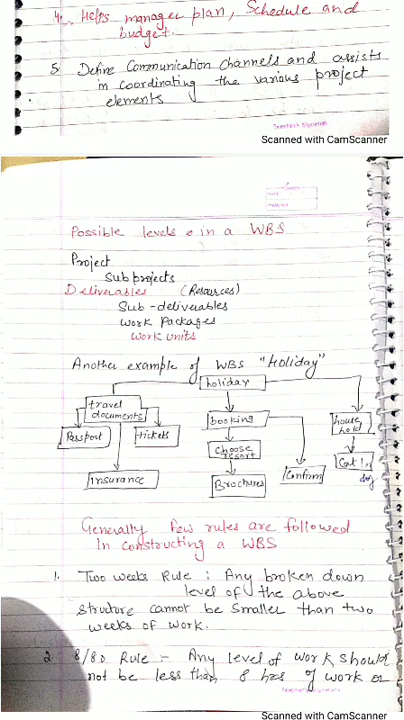 4. Helps manager plan, Schedule and
budget.
5. Define Communication channels and assists
in coordinating the various project
elements
Teacher's Signature
Scanned with CamScanner
Possible levels e in a WBS
Project
Sub projects
Deliverables (Resources)
Sub-deliverables
Work Packages
Work units
Another example of WBS "Holiday"
holiday
travel
documents
booking
house
hold
Passport
tickets
Choose
resort
Cat
insurance
Brochures
Confirm
Generally few rules are followed
In constructing a WBS
1. Two weeks Rule : Any broken down
level of the above
structure cannot be smaller than two
weeks of work.
2. 8/80 Rule - Any level of work should
not be less than 8 hrs of work or
Teacher's Signature
Scanned with CamScanner